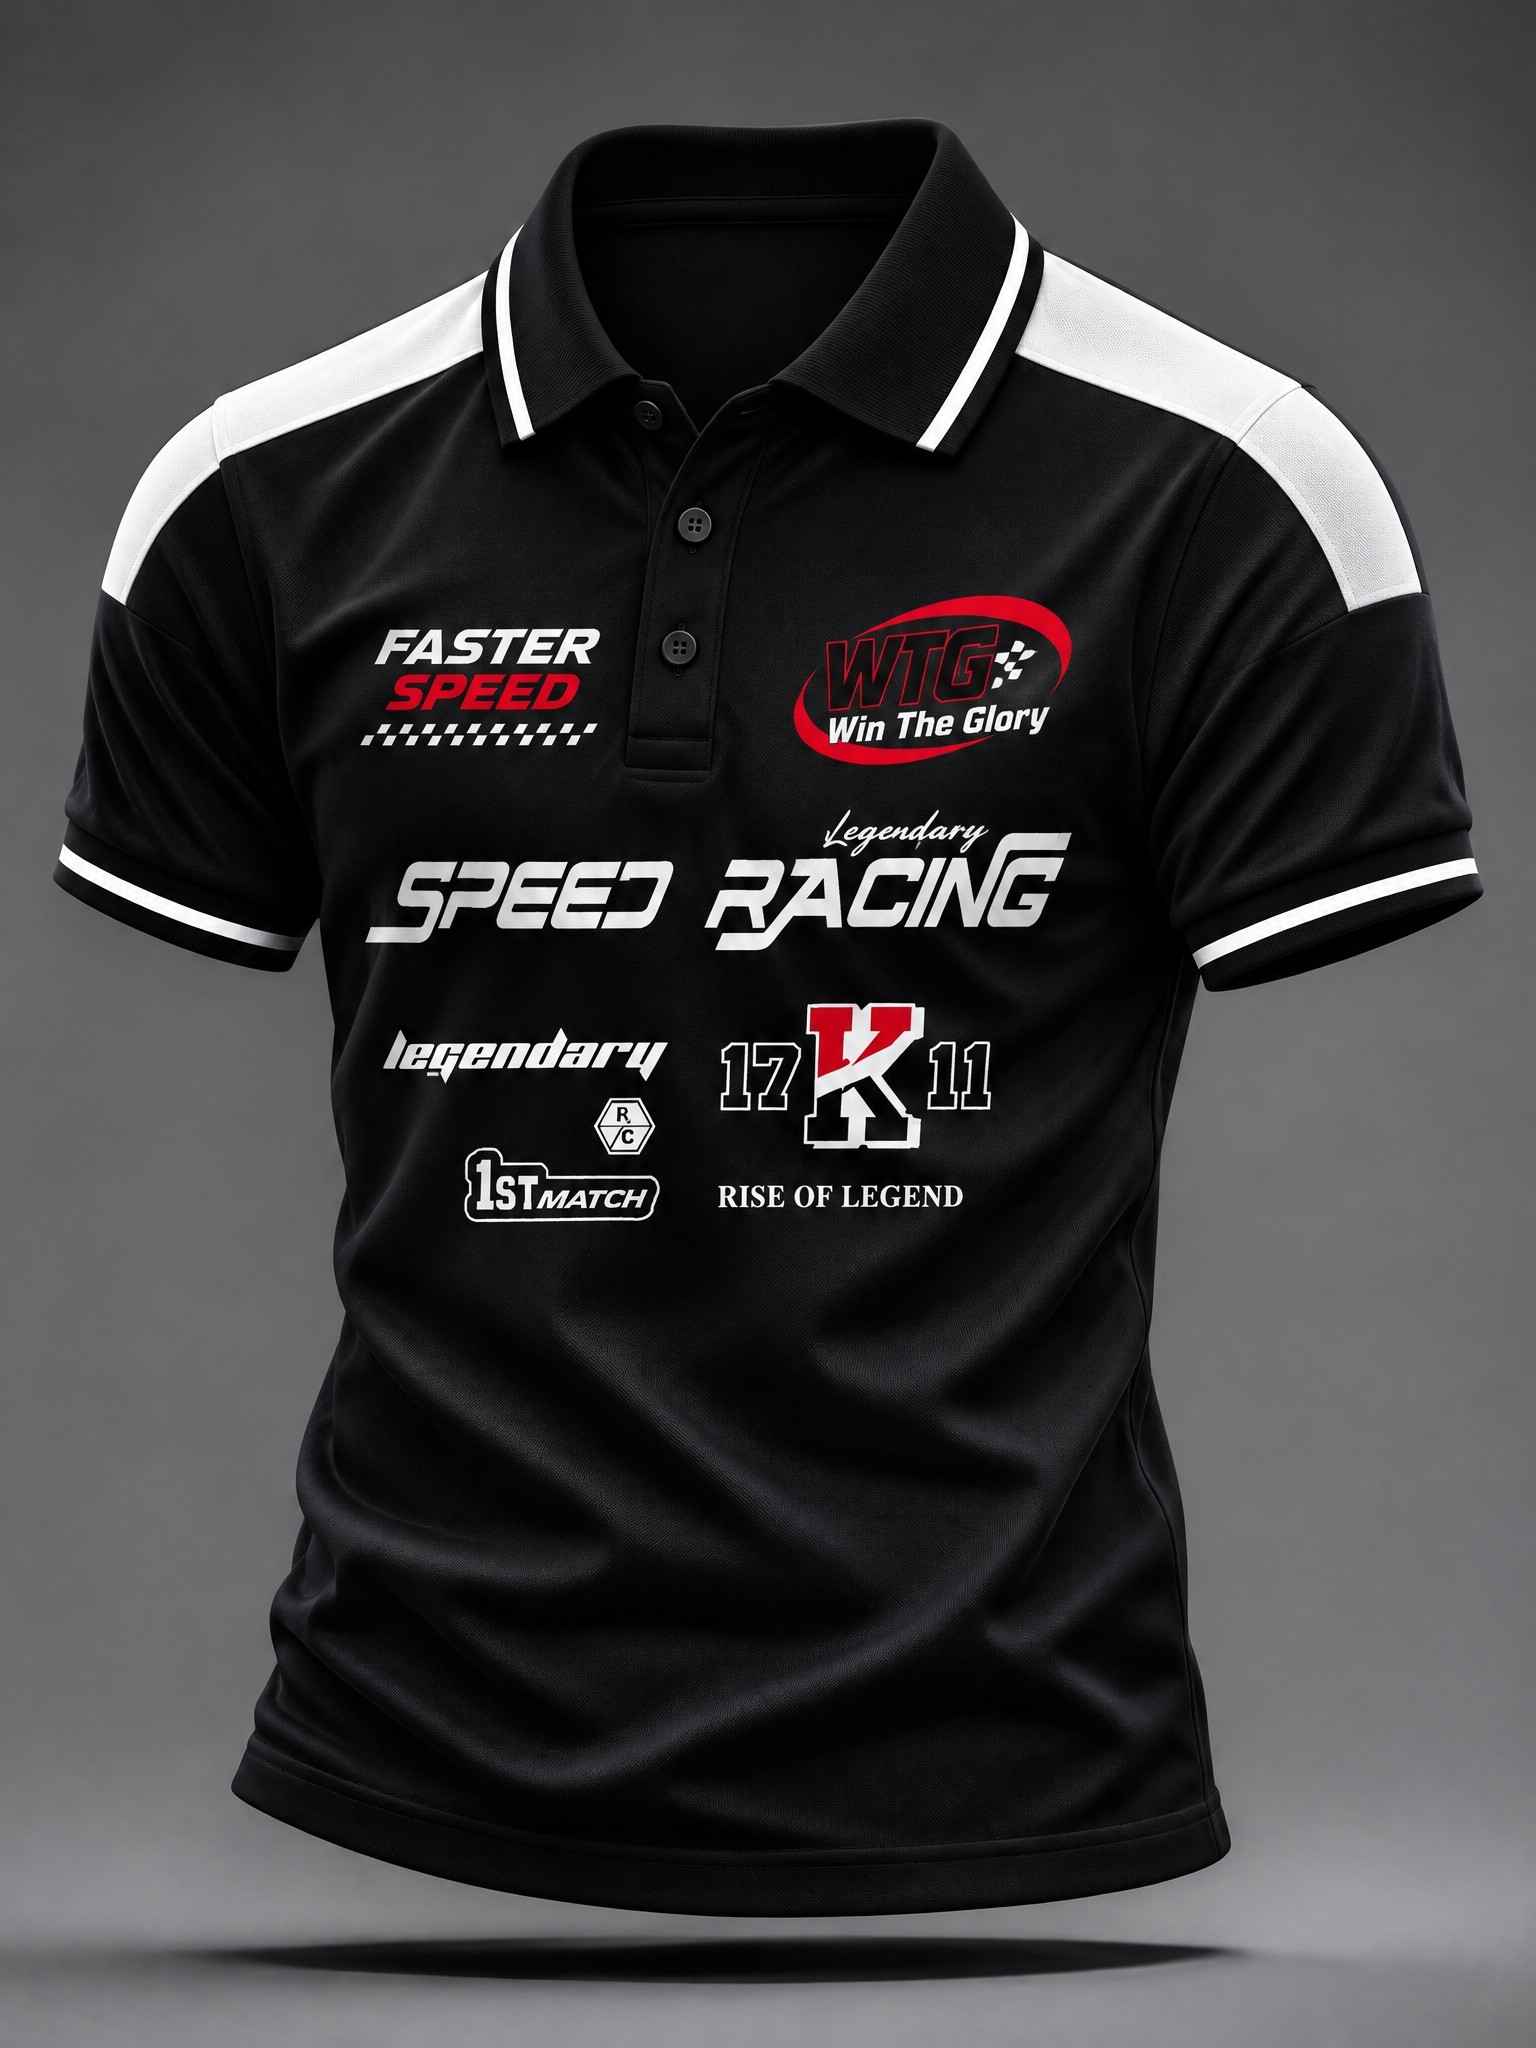 FASTER
SPEED
WTG
Win The Glory
Legendary
SPEED RACING
legendary
17 K 11
R
C
1ST MATCH
RISE OF LEGEND